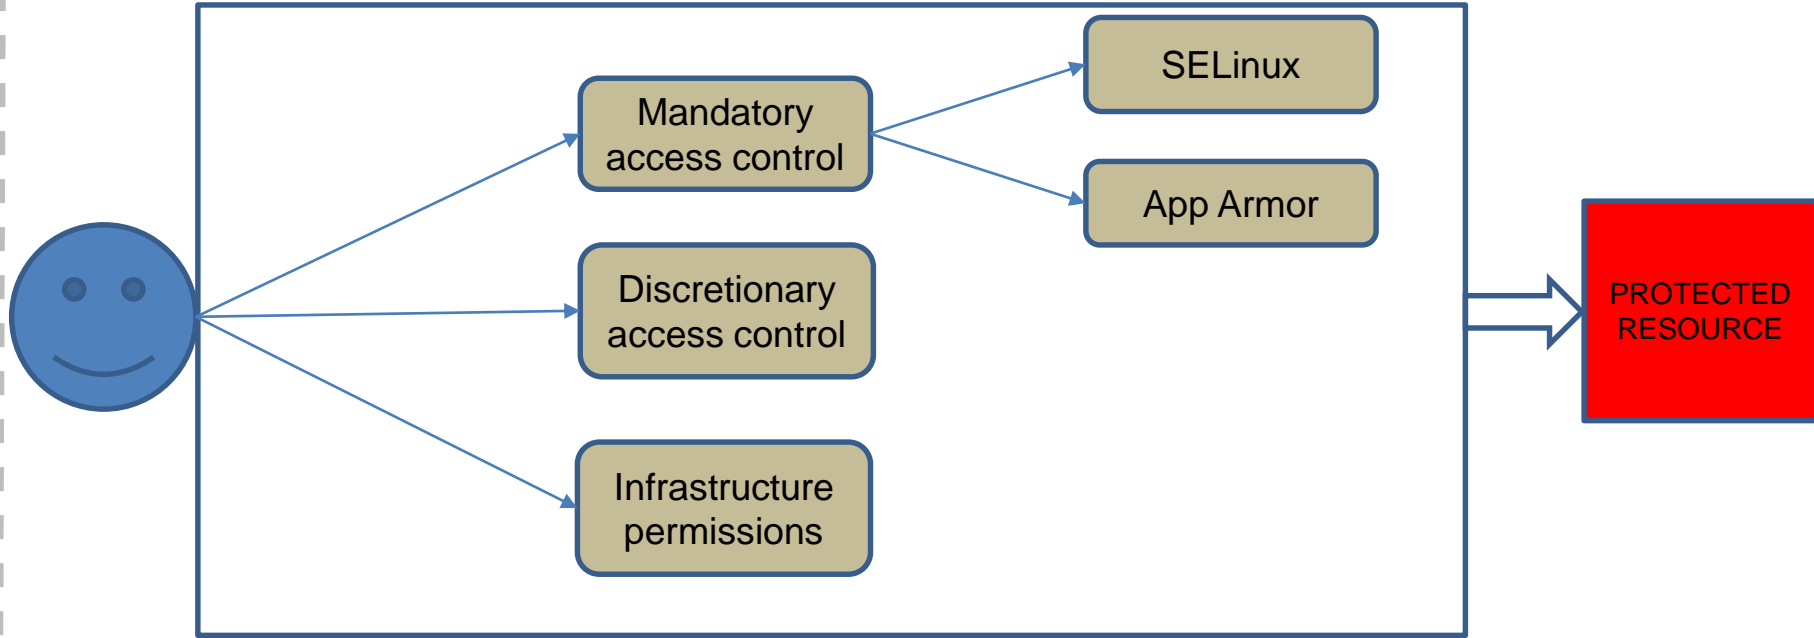 SELinux
Mandatory
access control
App Armor
Discretionary
access control
PROTECTED
RESOURCE
Infrastructure
permissions